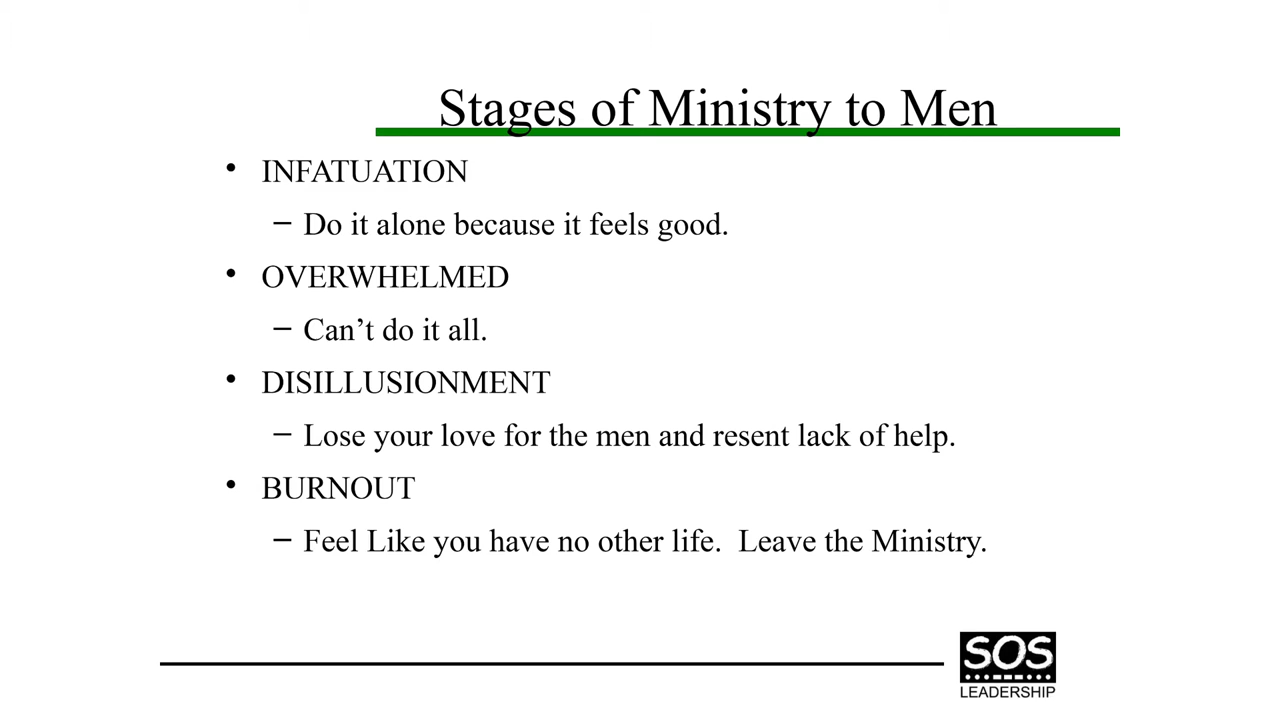 Stages of Ministry to Men
• INFATUATION
– Do it alone because it feels good.
• OVERWHELMED
– Can’t do it all.
• DISILLUSIONMENT
– Lose your love for the men and resent lack of help.
• BURNOUT
– Feel Like you have no other life.  Leave the Ministry.
SOS
LEADERSHIP